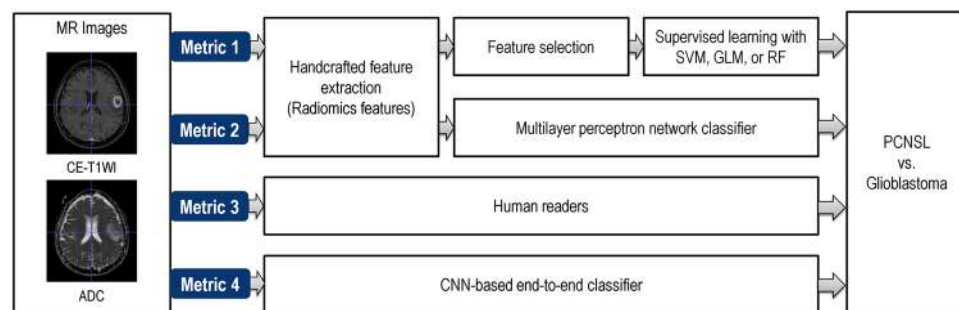 MR Images
CE-T1WI
ADC
Metric 1
Metric 2
Metric 3
Metric 4
Handcrafted feature
extraction
(Radiomics features)
Feature selection
Supervised learning with
SVM, GLM, or RF
Multilayer perceptron network classifier
Human readers
CNN-based end-to-end classifier
PCNSL
vs.
Glioblastoma